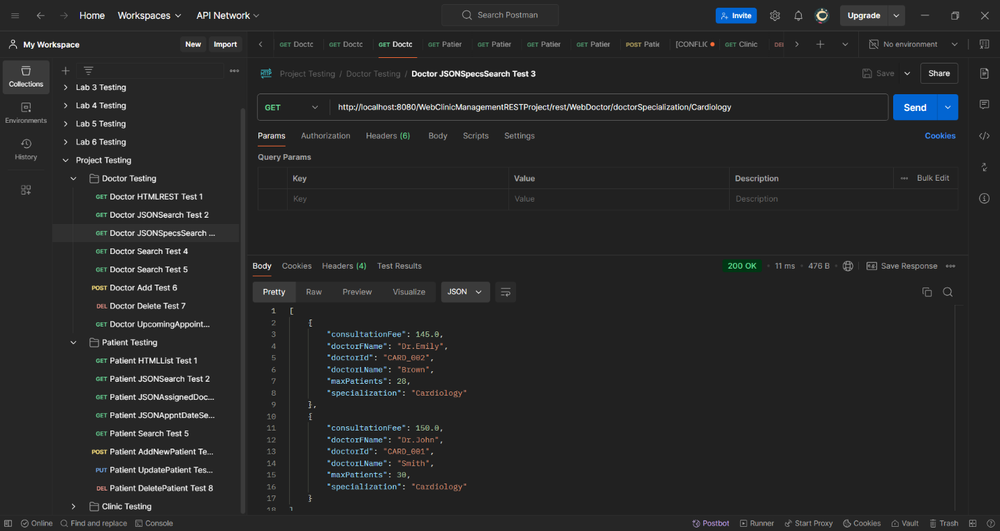 Home Workspaces API Network Search Postman Invite Upgrade
My Workspace New Import GET Doctc GET Doctc GET Doctc GET Patier GET Patier GET Patier GET Patier POST Patie [CONFLIC GET Clinic DEI No environment
Collections
Environments
History
Lab 3 Testing
Lab 4 Testing
Lab 5 Testing
Lab 6 Testing
Project Testing
Doctor Testing
GET Doctor HTMLREST Test 1
GET Doctor JSONSearch Test 2
GET Doctor JSONSpecsSearch ...
GET Doctor Search Test 4
GET Doctor Search Test 5
POST Doctor Add Test 6
DEL Doctor Delete Test 7
GET Doctor UpcomingAppoint...
Patient Testing
GET Patient HTMLList Test 1
GET Patient JSONSearch Test 2
GET Patient JSONAssignedDoc...
GET Patient JSONAppntDateSe...
GET Patient Search Test 5
POST Patient AddNewPatient Te...
PUT Patient UpdatePatient Tes...
DEL Patient DeletePatient Test 8
Clinic Testing
HTTP Project Testing / Doctor Testing / Doctor JSONSpecsSearch Test 3 Save Share
GET http://localhost:8080/WebClinicManagementRESTProject/rest/WebDoctor/doctorSpecialization/Cardiology Send
Params Authorization Headers (6) Body Scripts Settings Cookies
Query Params
Key Value Description Bulk Edit
Key Value Description
Body Cookies Headers (4) Test Results 200 OK • 11 ms • 476 B e.g. Save Response
Pretty Raw Preview Visualize JSON
1 [
2 {
3 "consultationFee": 145.0,
4 "doctorFName": "Dr.Emily",
5 "doctorId": "CARD_002",
6 "doctorLName": "Brown",
7 "maxPatients": 28,
8 "specialization": "Cardiology"
9 },
10 {
11 "consultationFee": 150.0,
12 "doctorFName": "Dr.John",
13 "doctorId": "CARD_001",
14 "doctorLName": "Smith",
15 "maxPatients": 30,
16 "specialization": "Cardiology"
17 }
18 ]
Online Find and replace Console Postbot Runner Start Proxy Cookies Vault Trash